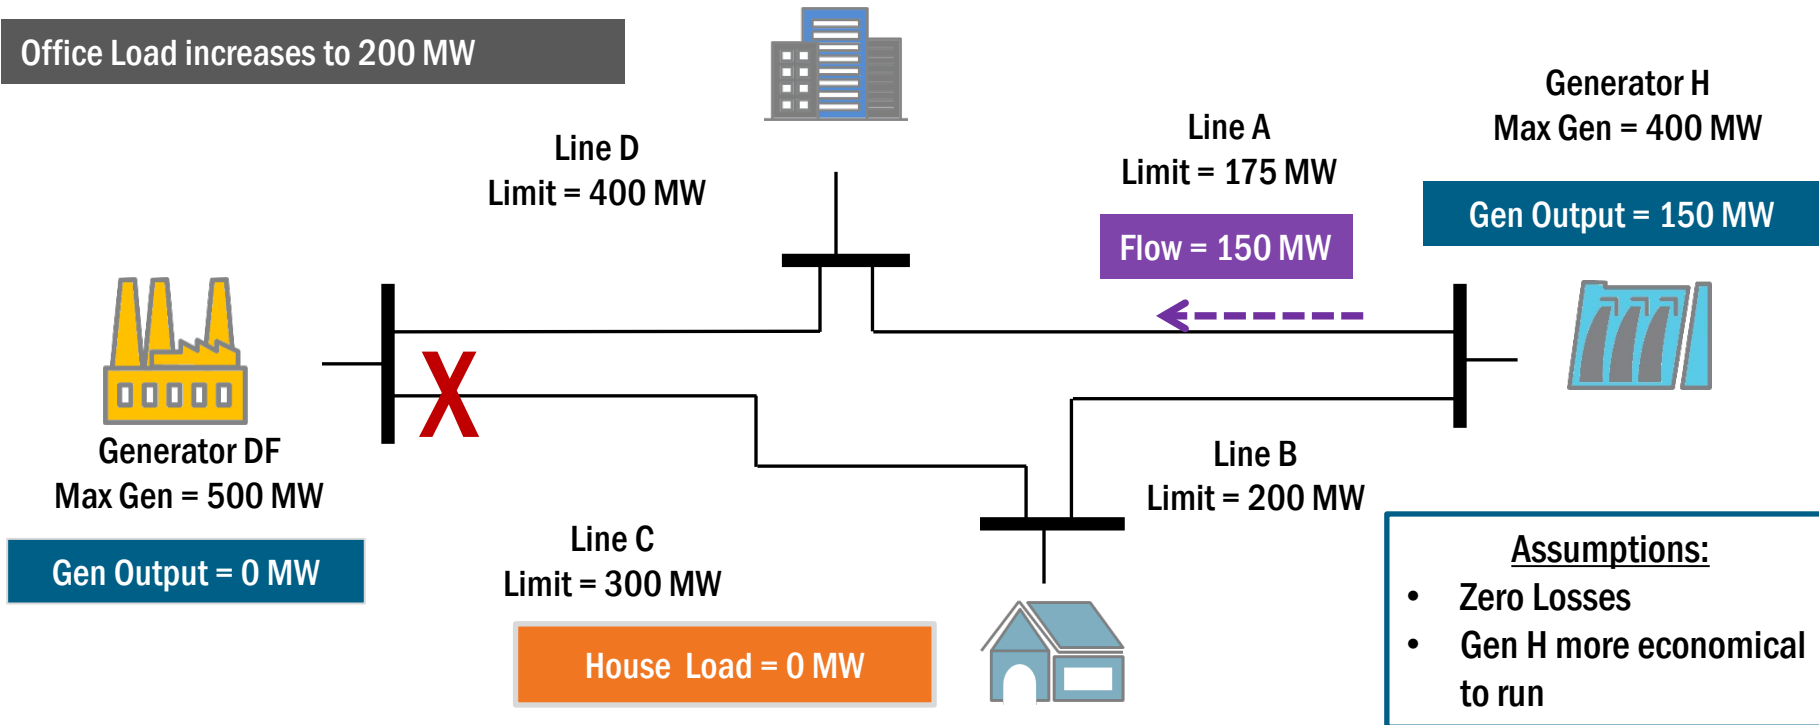 Office Load increases to 200 MW
Generator H
Max Gen = 400 MW
Line A
Limit = 175 MW
Line D
Limit = 400 MW
Gen Output = 150 MW
Flow = 150 MW
X
Generator DF
Max Gen = 500 MW
Line B
Limit = 200 MW
Gen Output = 0 MW
Line C
Limit = 300 MW
House Load = 0 MW
Assumptions:
• Zero Losses
• Gen H more economical
to run